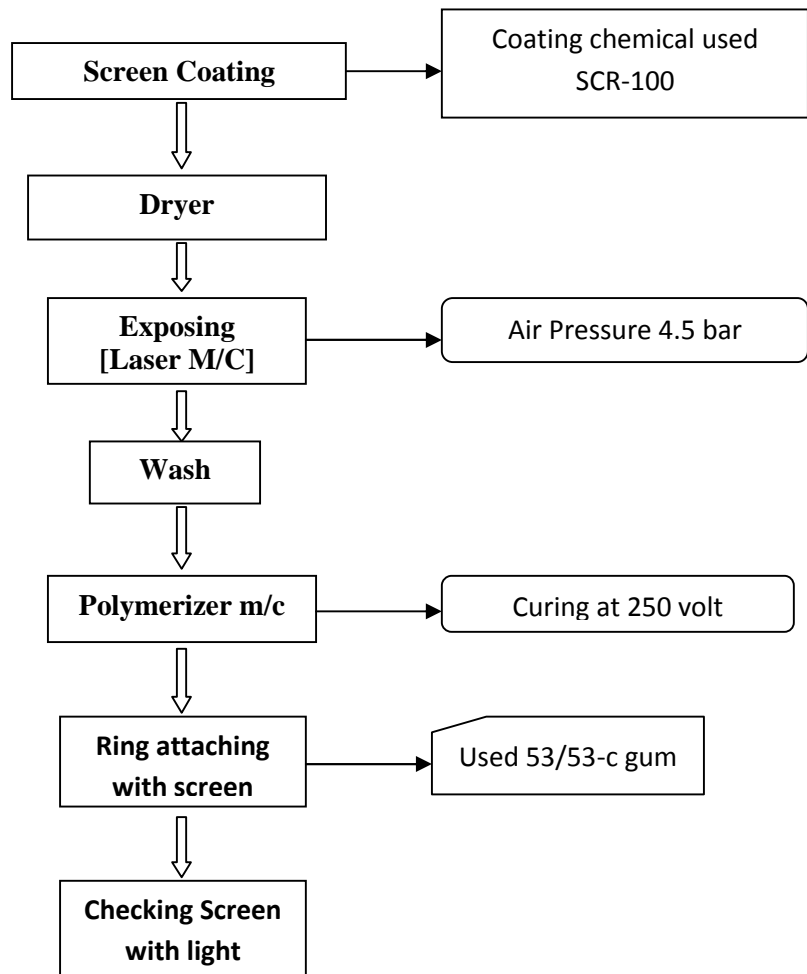 Screen Coating
Coating chemical used
SCR-100
Dryer
Exposing
[Laser M/C]
Air Pressure 4.5 bar
Wash
Polymerizer m/c
Curing at 250 volt
Ring attaching
with screen
Used 53/53-c gum
Checking Screen
with light